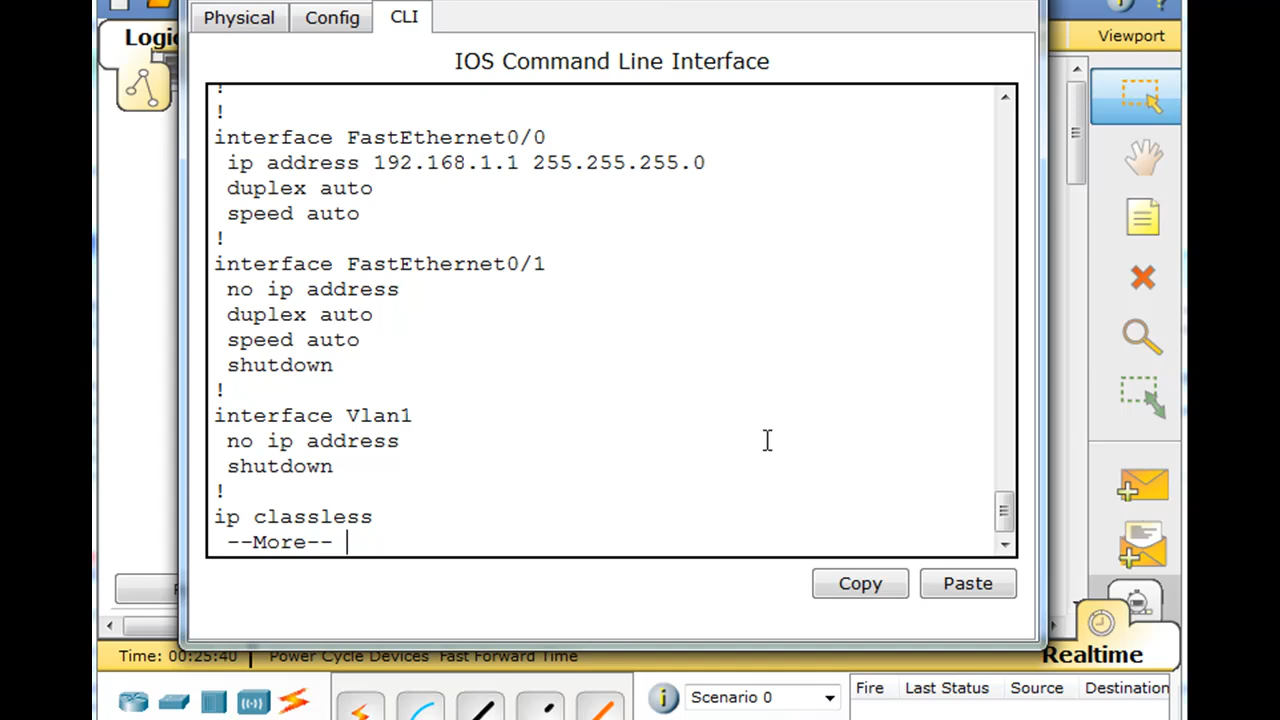 Physical
Config
CLI
Viewport
IOS Command Line Interface
!
!
interface FastEthernet0/0
ip address 192.168.1.1 255.255.255.0
duplex auto
speed auto
!
interface FastEthernet0/1
no ip address
duplex auto
speed auto
shutdown
!
interface Vlan1
no ip address
shutdown
!
ip classless
--More--
Copy
Paste
Time: 00:25:40
Power Cycle Devices Fast Forward Time
Realtime
Scenario 0
Fire Last Status Source Destination